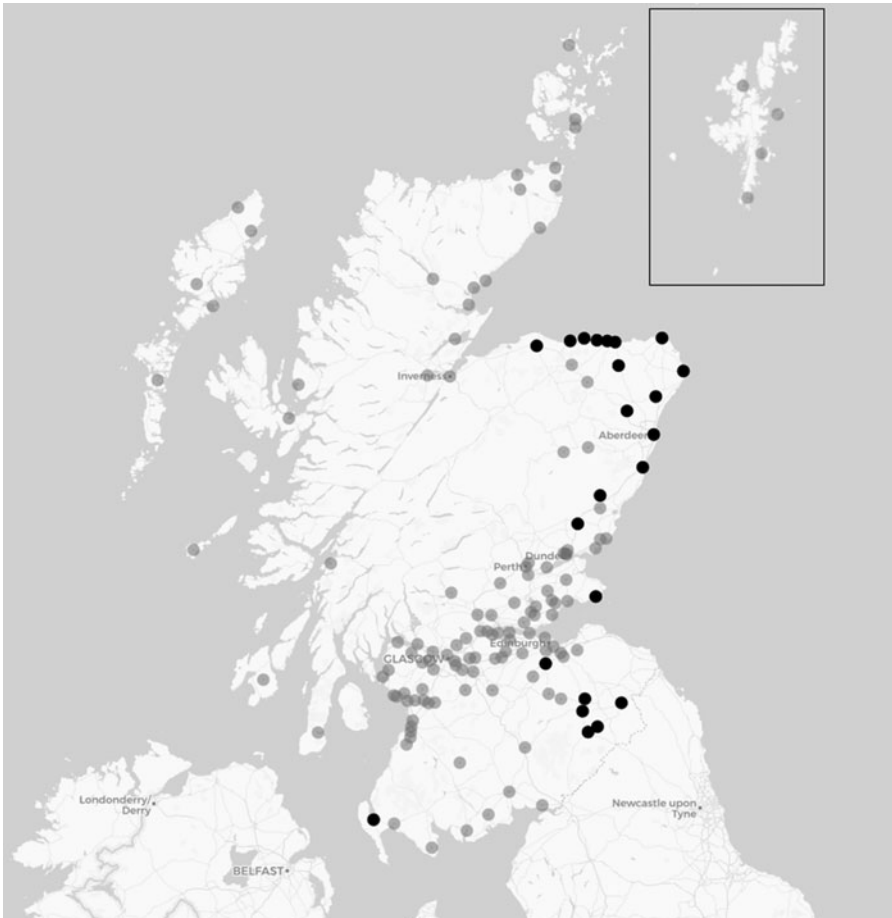 Inverness
Aberdeen
Dundee
Perth
Edinburgh
GLASGOW
Londonderry/
Derry
Newcastle upon
Tyne
BELFAST